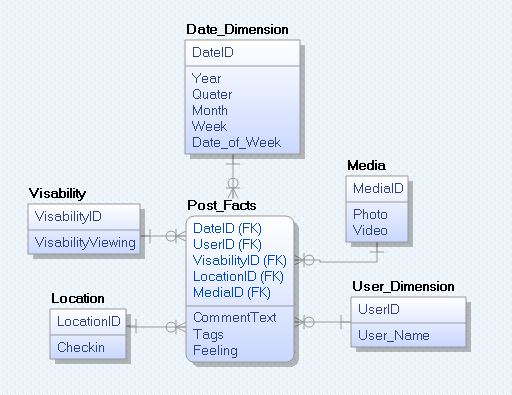 Date_Dimension
DateID
Year
Quater
Month
Week
Date_of_Week
Media
MediaID
Photo
Video
Visability
VisabilityID
VisabilityViewing
Post_Facts
DateID (FK)
UserID (FK)
VisabilityID (FK)
LocationID (FK)
MediaID (FK)
CommentText
Tags
Feeling
Location
LocationID
Checkin
User_Dimension
UserID
User_Name